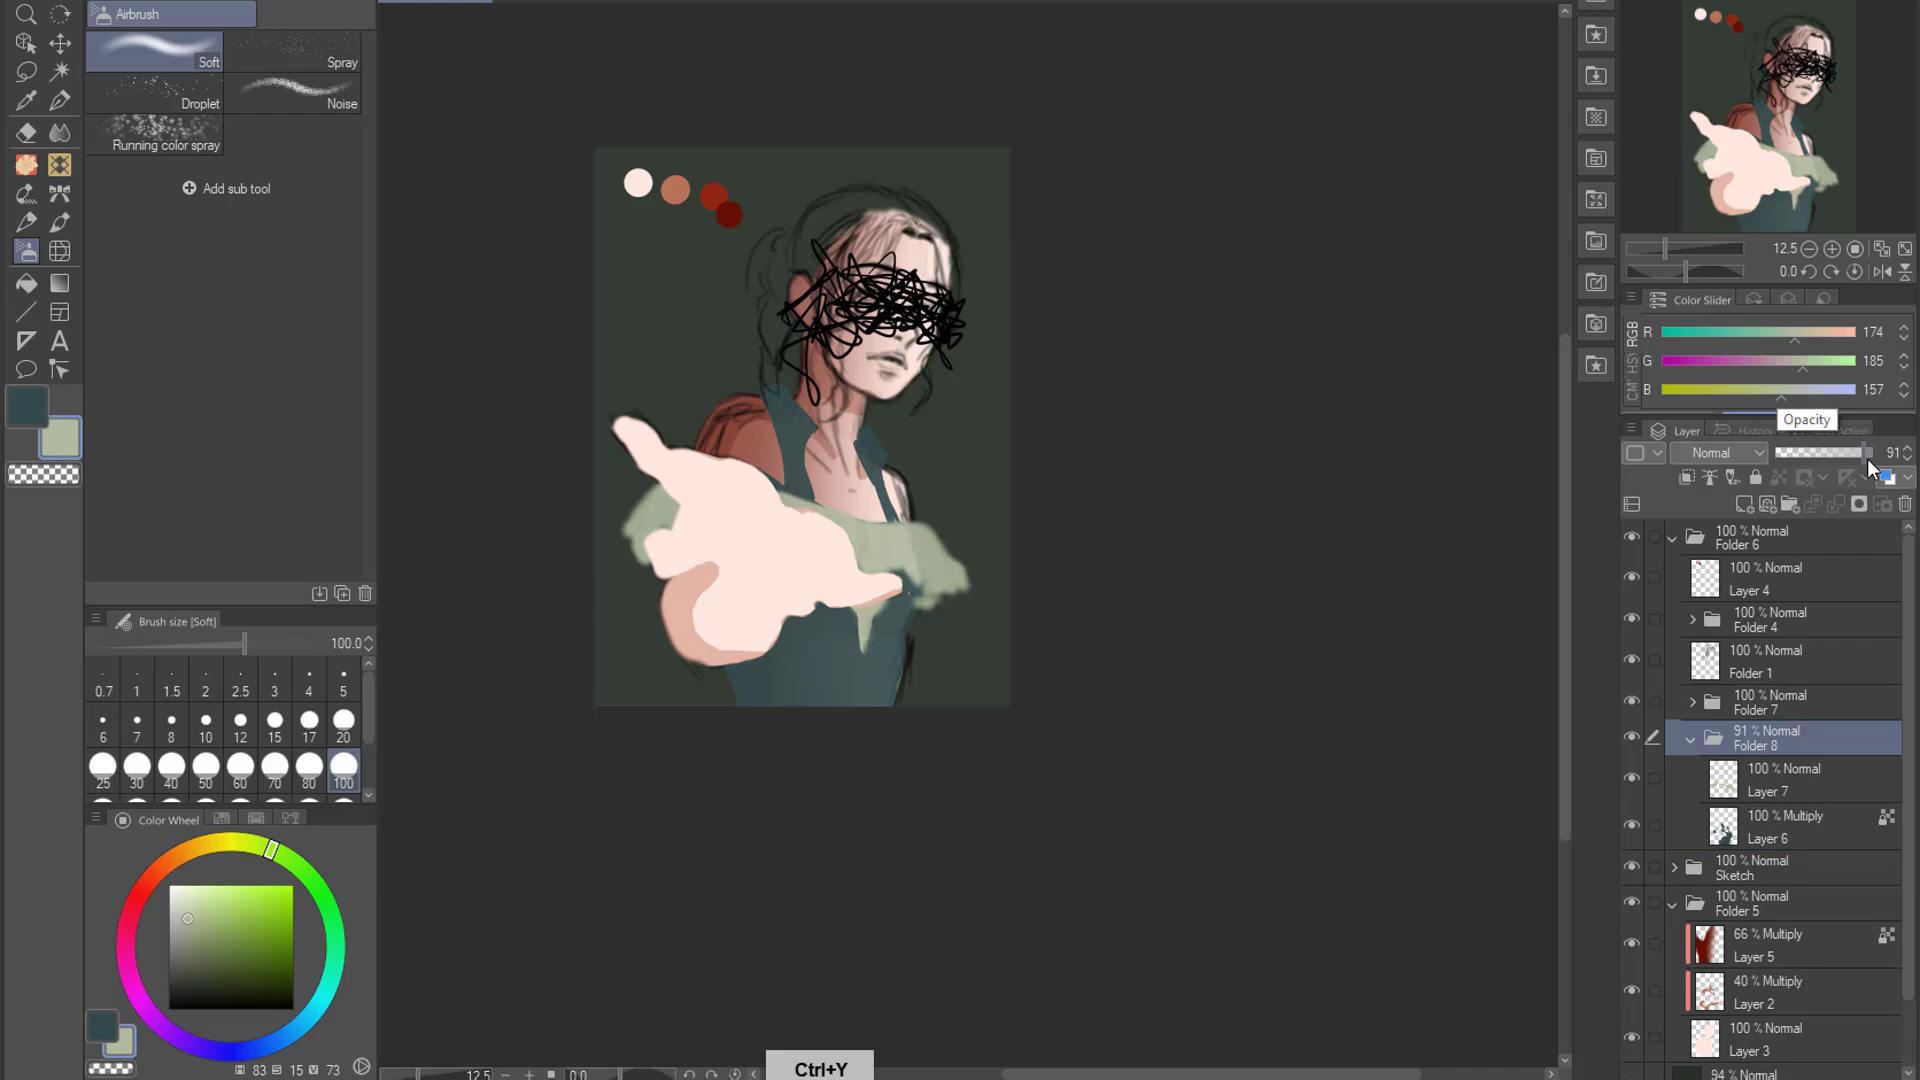 Airbrush
Soft
Spray
Droplet
Noise
Running color spray
Add sub tool
Brush size [Soft]
100.0
0.7 1 1.5 2 2.5 3 4 5
6 7 8 10 12 15 17 20
25 30 40 50 60 70 80 100
Color Wheel
H 83 S 15 V 73
12.5
0.0
Ctrl+Y
12.5
0.0
Color Slider
RGB
R 174
G 185
B 157
Opacity
Layer
Normal 91
100 % Normal
Folder 6
100 % Normal
Layer 4
100 % Normal
Folder 4
100 % Normal
Folder 1
100 % Normal
Folder 7
91 % Normal
Folder 8
100 % Normal
Layer 7
100 % Multiply
Layer 6
100 % Normal
Sketch
100 % Normal
Folder 5
66 % Multiply
Layer 5
40 % Multiply
Layer 2
100 % Normal
Layer 3
94 % Normal